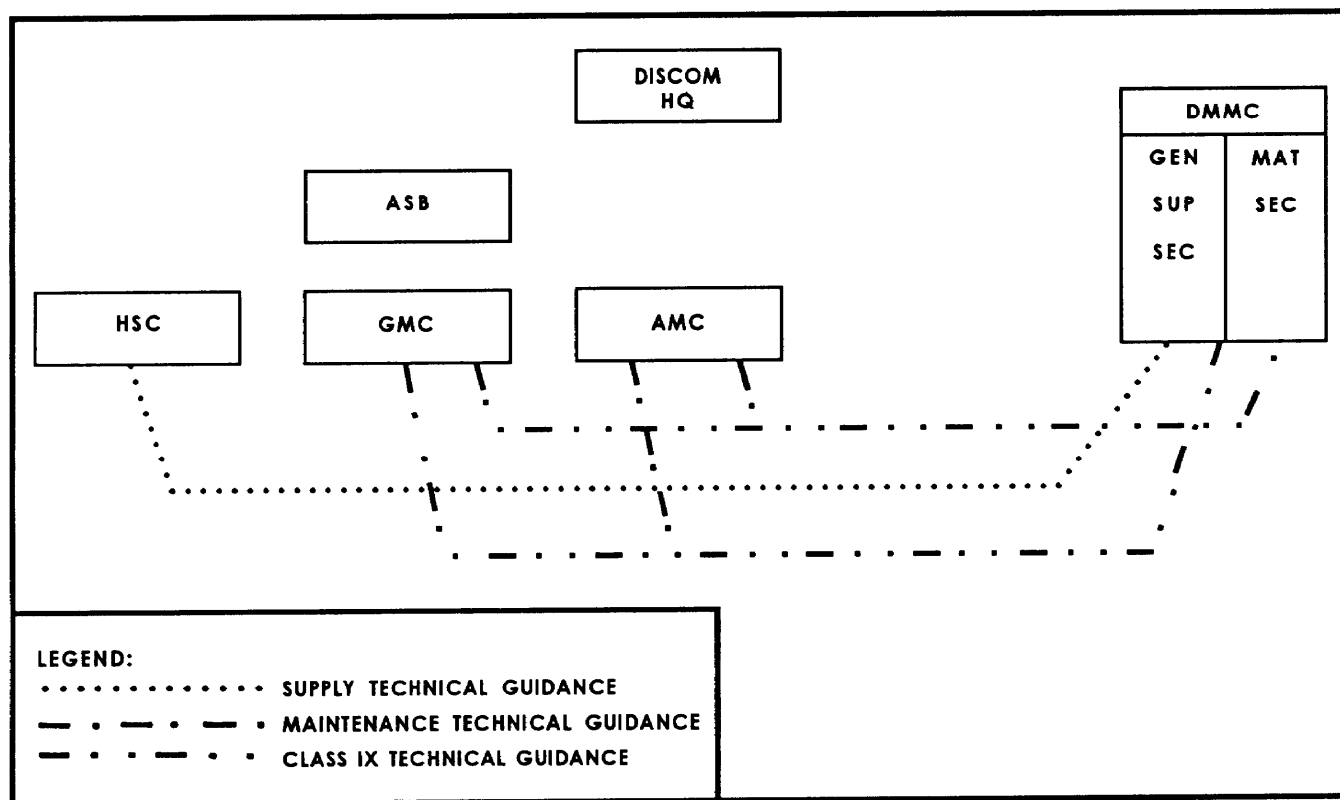 DISCOM
HQ
DMMC
GEN
SUP
SEC
MAT
SEC
ASB
HSC
GMC
AMC
LEGEND:
SUPPLY TECHNICAL GUIDANCE
MAINTENANCE TECHNICAL GUIDANCE
CLASS IX TECHNICAL GUIDANCE